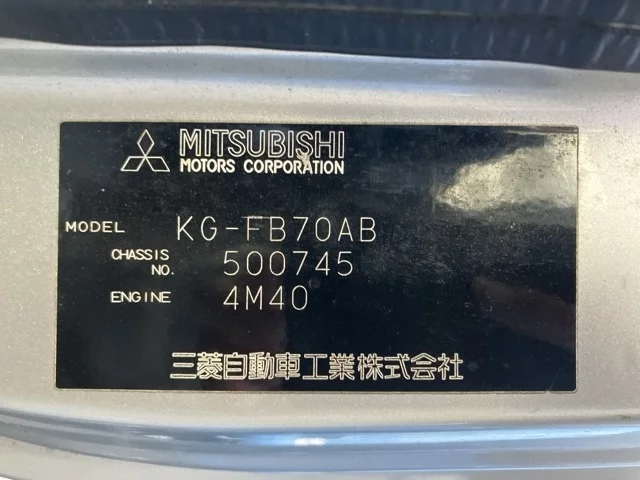 MITSUBISHI
MOTORS CORPORATION
MODEL KG-FB70AB
CHASSIS NO. 500745
ENGINE 4M40
三菱自動車工業株式会社